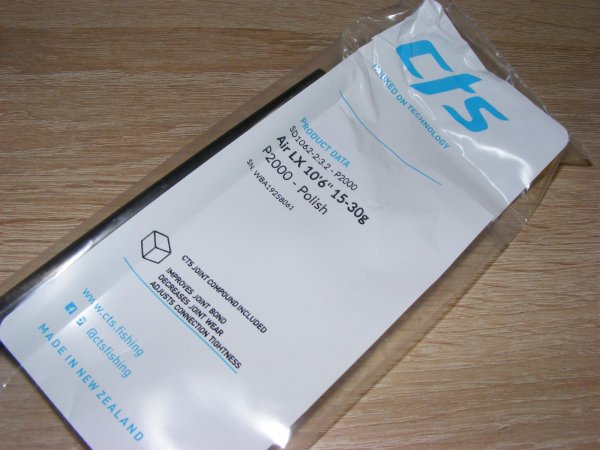 cts
HOOKED ON TECHNOLOGY
PRODUCT DATA
SD1062-2-3.2 - P2000
Air LX 10'6" 15-30g
P2000 - Polish
SN. WBA19258061
CTS JOINT COMPOUND INCLUDED
IMPROVES JOINT BOND
DECREASES JOINT WEAR
ADJUSTS CONNECTION TIGHTNESS
www.cts.fishing
@ctsfishing
MADE IN NEW ZEALAND